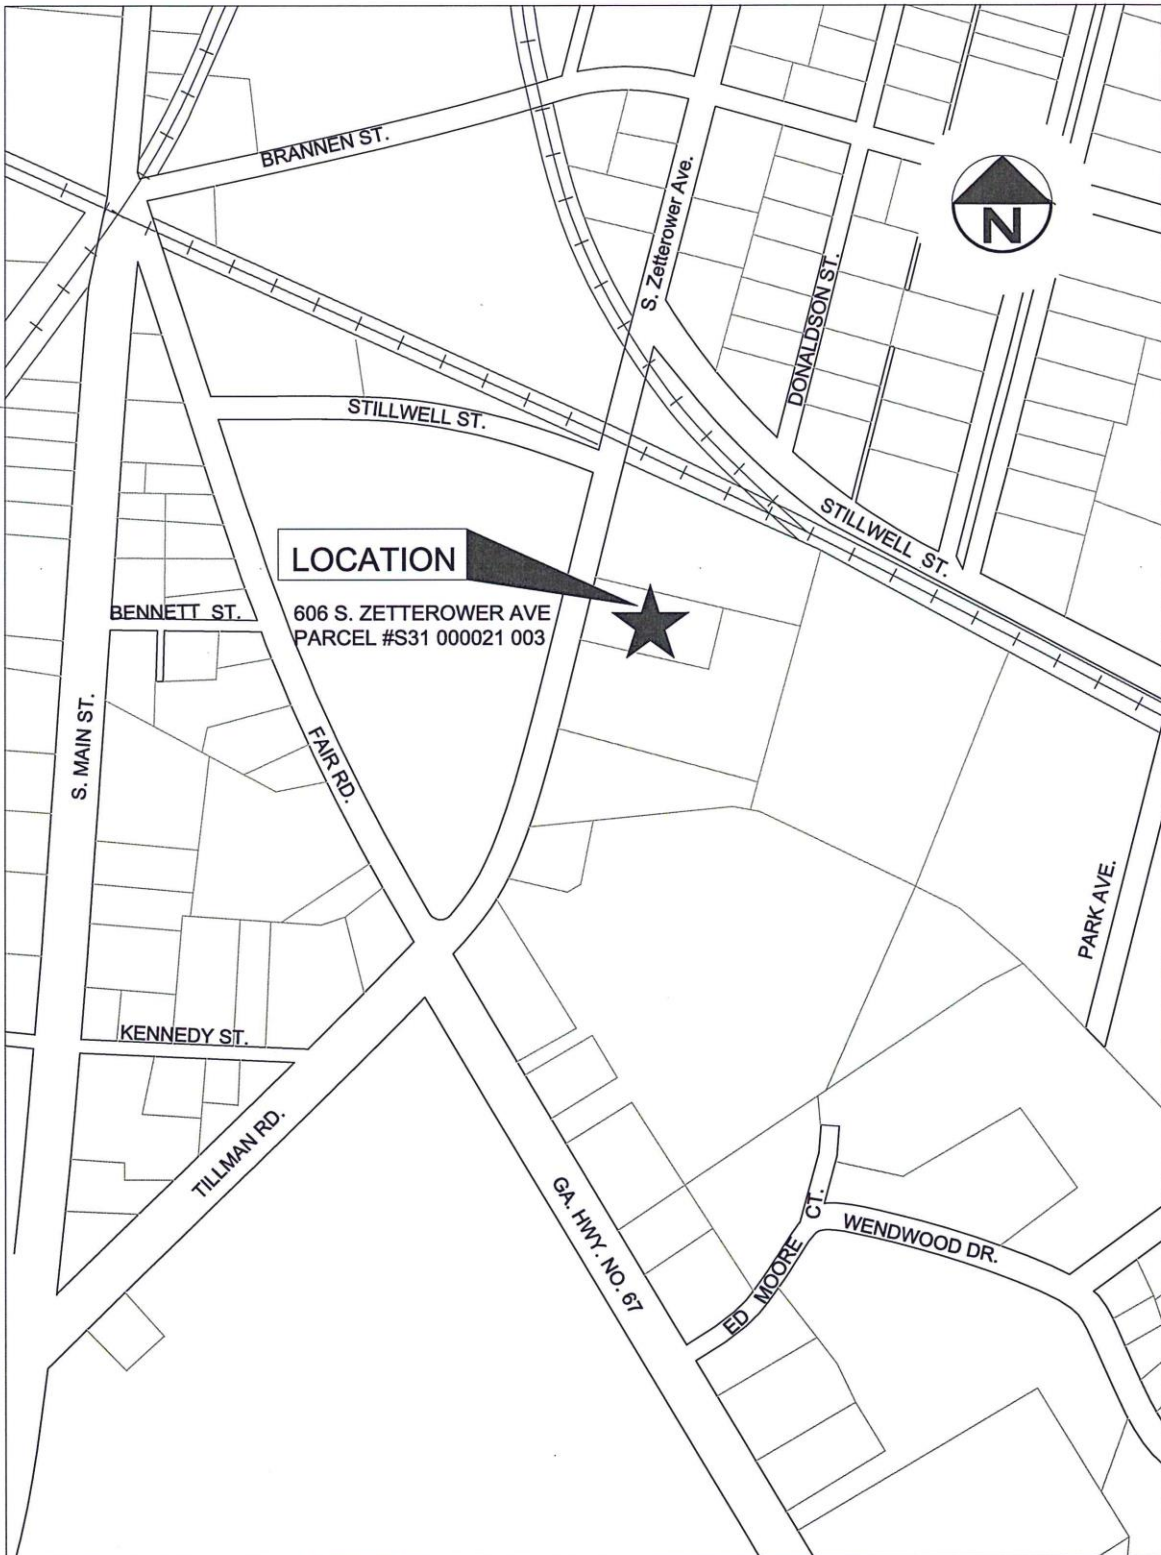 BRANNEN ST.
N
S. Zetterower Ave.
DONALDSON ST.
STILLWELL ST.
STILLWELL ST.
LOCATION
606 S. ZETTEROWER AVE
PARCEL #S31 000021 003
BENNETT ST.
S. MAIN ST.
FAIR RD.
PARK AVE.
KENNEDY ST.
TILLMAN RD.
GA. HWY. NO. 67
ED MOORE CT.
WENDWOOD DR.